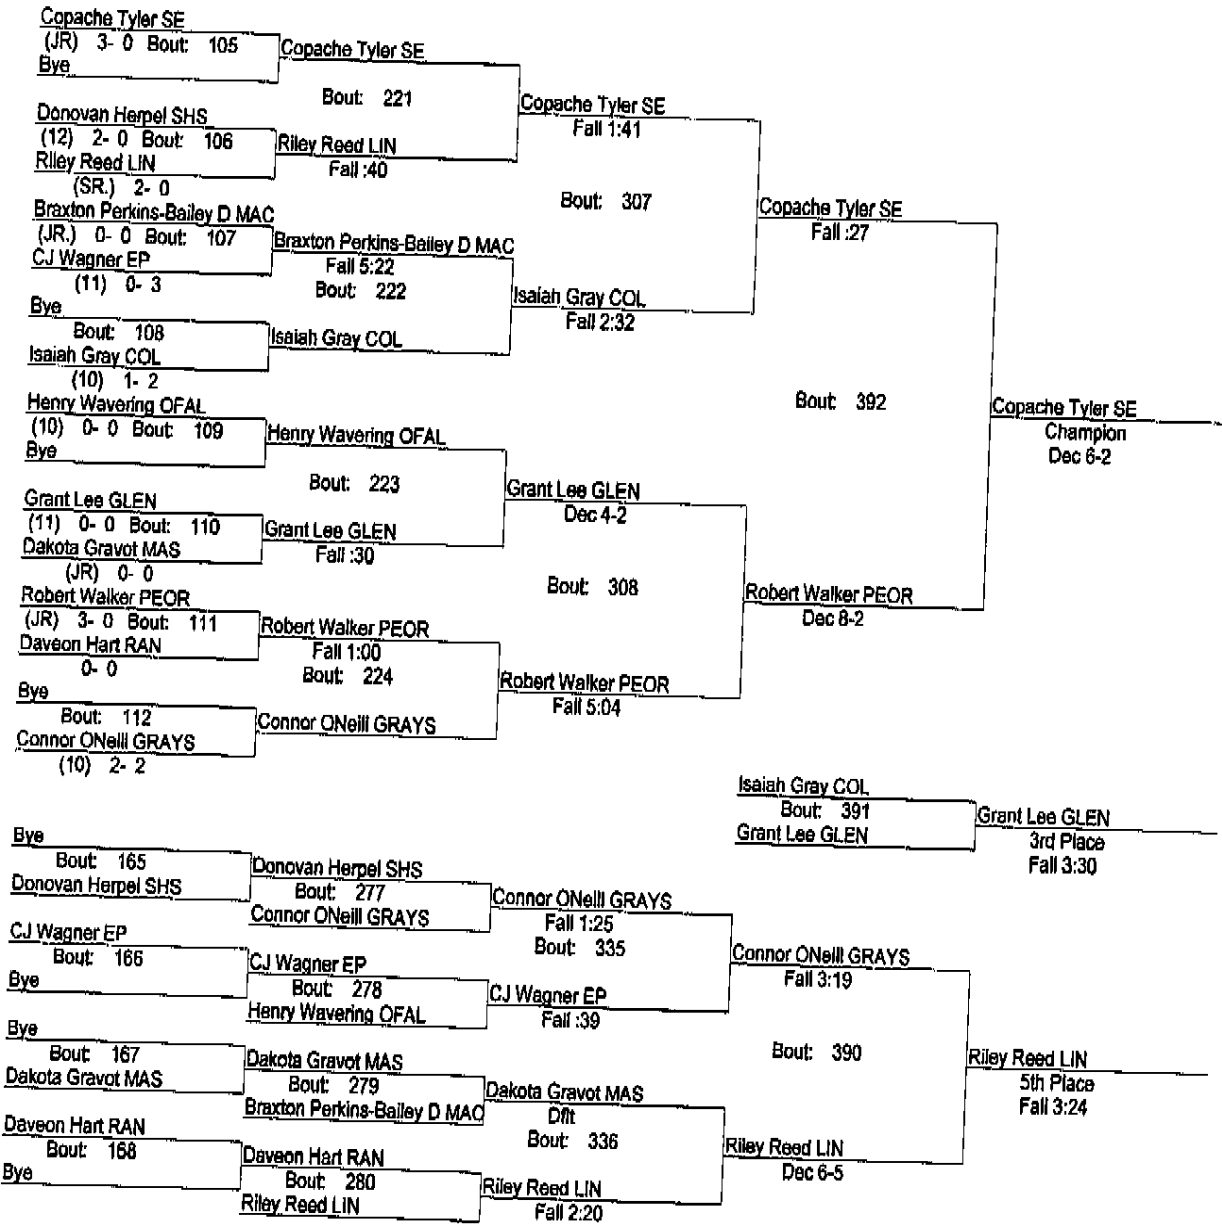 Copache Tyler SE
(JR) 3- 0 Bout: 105
Bye
Copache Tyler SE
Bout: 221
Donovan Herpel SHS
(12) 2- 0 Bout: 106
Riley Reed LIN
(SR.) 2- 0
Riley Reed LIN
Fall :40
Copache Tyler SE
Fall 1:41
Bout: 307
Braxton Perkins-Bailey D MAC
(JR.) 0- 0 Bout: 107
CJ Wagner EP
(11) 0- 3
Braxton Perkins-Bailey D MAC
Fall 5:22
Bout: 222
Bye
Bout: 108
Isaiah Gray COL
(10) 1- 2
Isaiah Gray COL
Isaiah Gray COL
Fall 2:32
Copache Tyler SE
Fall :27
Bout: 392
Henry Wavering OFAL
(10) 0- 0 Bout: 109
Bye
Henry Wavering OFAL
Bout: 223
Grant Lee GLEN
(11) 0- 0 Bout: 110
Dakota Gravot MAS
(JR) 0- 0
Grant Lee GLEN
Fall :30
Grant Lee GLEN
Dec 4-2
Bout: 308
Robert Walker PEOR
(JR) 3- 0 Bout: 111
Daveon Hart RAN
0- 0
Robert Walker PEOR
Fall 1:00
Bout: 224
Bye
Bout: 112
Connor ONeill GRAYS
(10) 2- 2
Connor ONeill GRAYS
Robert Walker PEOR
Fall 5:04
Robert Walker PEOR
Dec 8-2
Copache Tyler SE
Champion
Dec 6-2
Isaiah Gray COL
Bout: 391
Grant Lee GLEN
Grant Lee GLEN
3rd Place
Fall 3:30
Bye
Bout: 165
Donovan Herpel SHS
Donovan Herpel SHS
Bout: 277
Connor ONeill GRAYS
Connor ONeill GRAYS
Fall 1:25
Bout: 335
CJ Wagner EP
Bout: 166
Bye
CJ Wagner EP
Bout: 278
Henry Wavering OFAL
CJ Wagner EP
Fall :39
Connor ONeill GRAYS
Fall 3:19
Bout: 390
Bye
Bout: 167
Dakota Gravot MAS
Dakota Gravot MAS
Bout: 279
Braxton Perkins-Bailey D MAC
Dakota Gravot MAS
Dflt
Bout: 336
Daveon Hart RAN
Bout: 168
Bye
Daveon Hart RAN
Bout: 280
Riley Reed LIN
Riley Reed LIN
Fall 2:20
Riley Reed LIN
Dec 6-5
Riley Reed LIN
5th Place
Fall 3:24